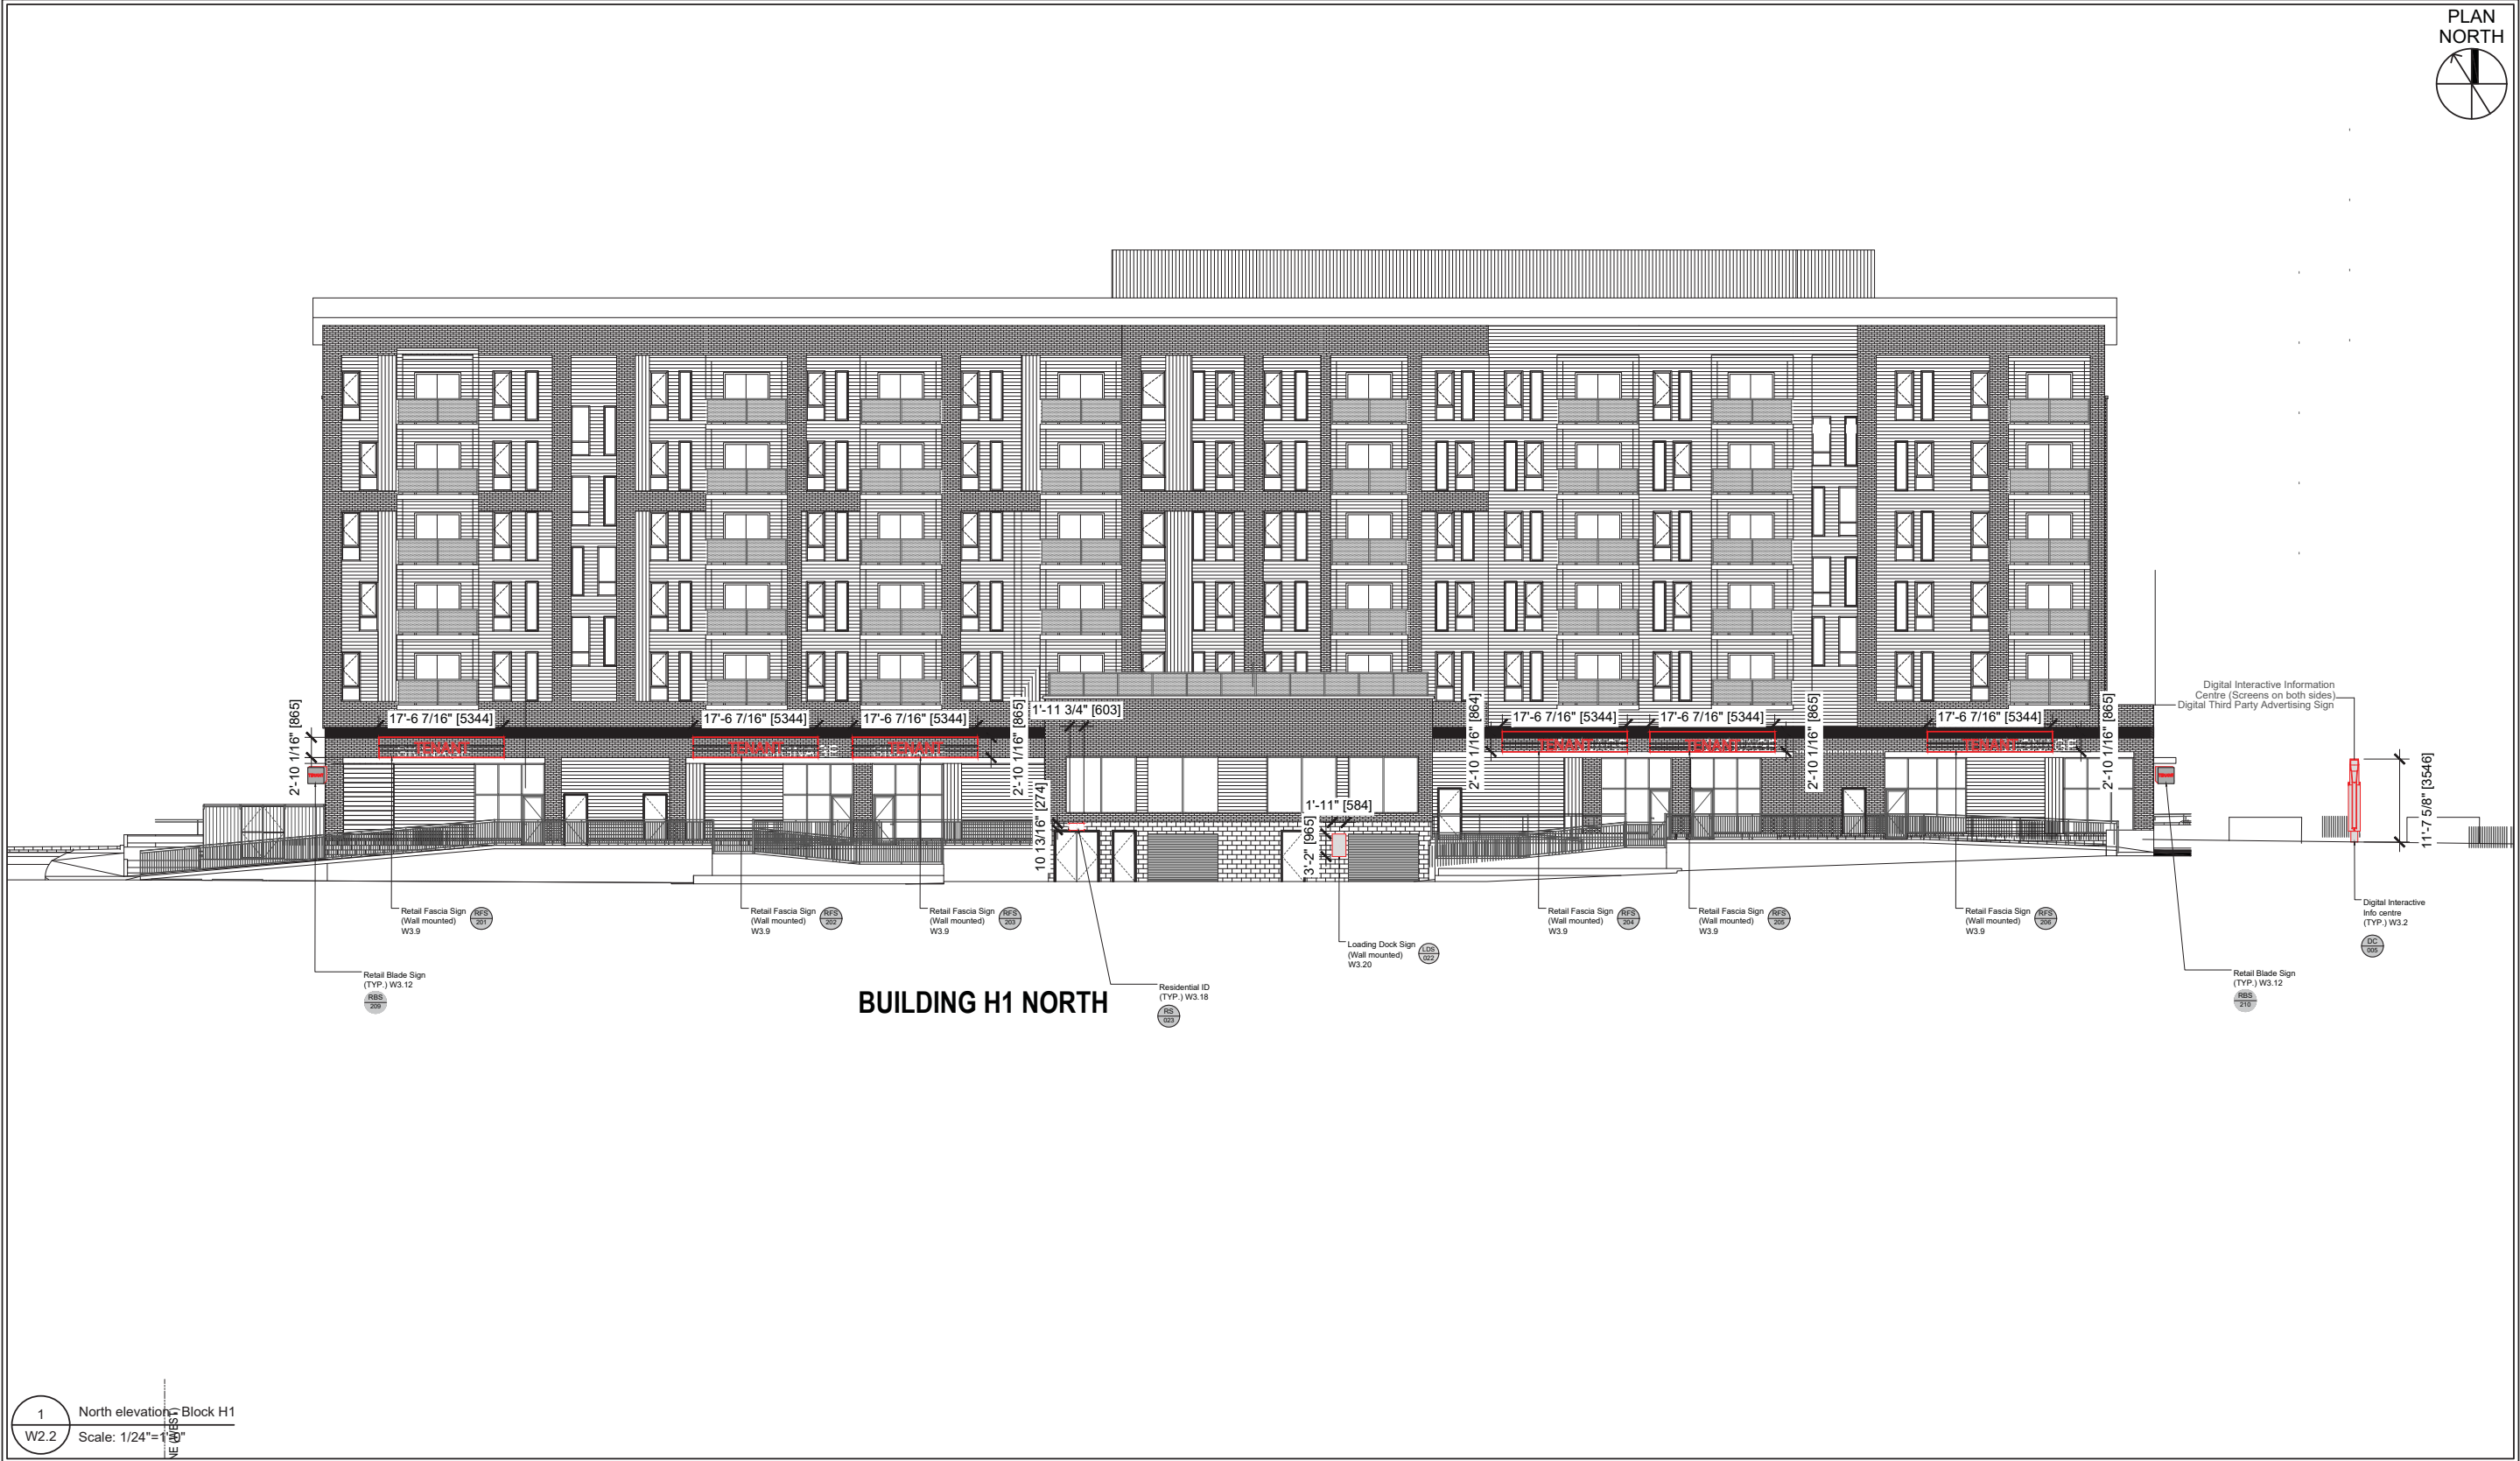 PLAN
NORTH
Digital Interactive Information
Centre (Screens on both sides)
Digital Third Party Advertising Sign
2'-10 1/16" [865]
17'-6 7/16" [5344]
17'-6 7/16" [5344]
17'-6 7/16" [5344]
2'-10 1/16" [865]
1'-11 3/4" [603]
2'-10 1/16" [864]
17'-6 7/16" [5344]
17'-6 7/16" [5344]
2'-10 1/16" [865]
17'-6 7/16" [5344]
2'-10 1/16" [865]
TENANT
TENANT
TENANT
TENANT
TENANT
TENANT
TENANT
TENANT
10 13/16" [274]
1'-11" [584]
3'-2" [965]
11'-7 5/8" [3546]
Retail Fascia Sign
(Wall mounted)
W3.9
RFS
201
Retail Fascia Sign
(Wall mounted)
W3.9
RFS
202
Retail Fascia Sign
(Wall mounted)
W3.9
RFS
203
Retail Fascia Sign
(Wall mounted)
W3.9
RFS
204
Retail Fascia Sign
(Wall mounted)
W3.9
RFS
205
Retail Fascia Sign
(Wall mounted)
W3.9
RFS
206
Digital Interactive
Info centre
(TYP.) W3.2
DC
005
Loading Dock Sign
(Wall mounted)
W3.20
LDS
022
Retail Blade Sign
(TYP.) W3.12
RBS
209
Residential ID
(TYP.) W3.18
RS
023
Retail Blade Sign
(TYP.) W3.12
RBS
210
BUILDING H1 NORTH
1
W2.2
North elevation - Block H1
Scale: 1/24"=1'-0"
NE (WEST)